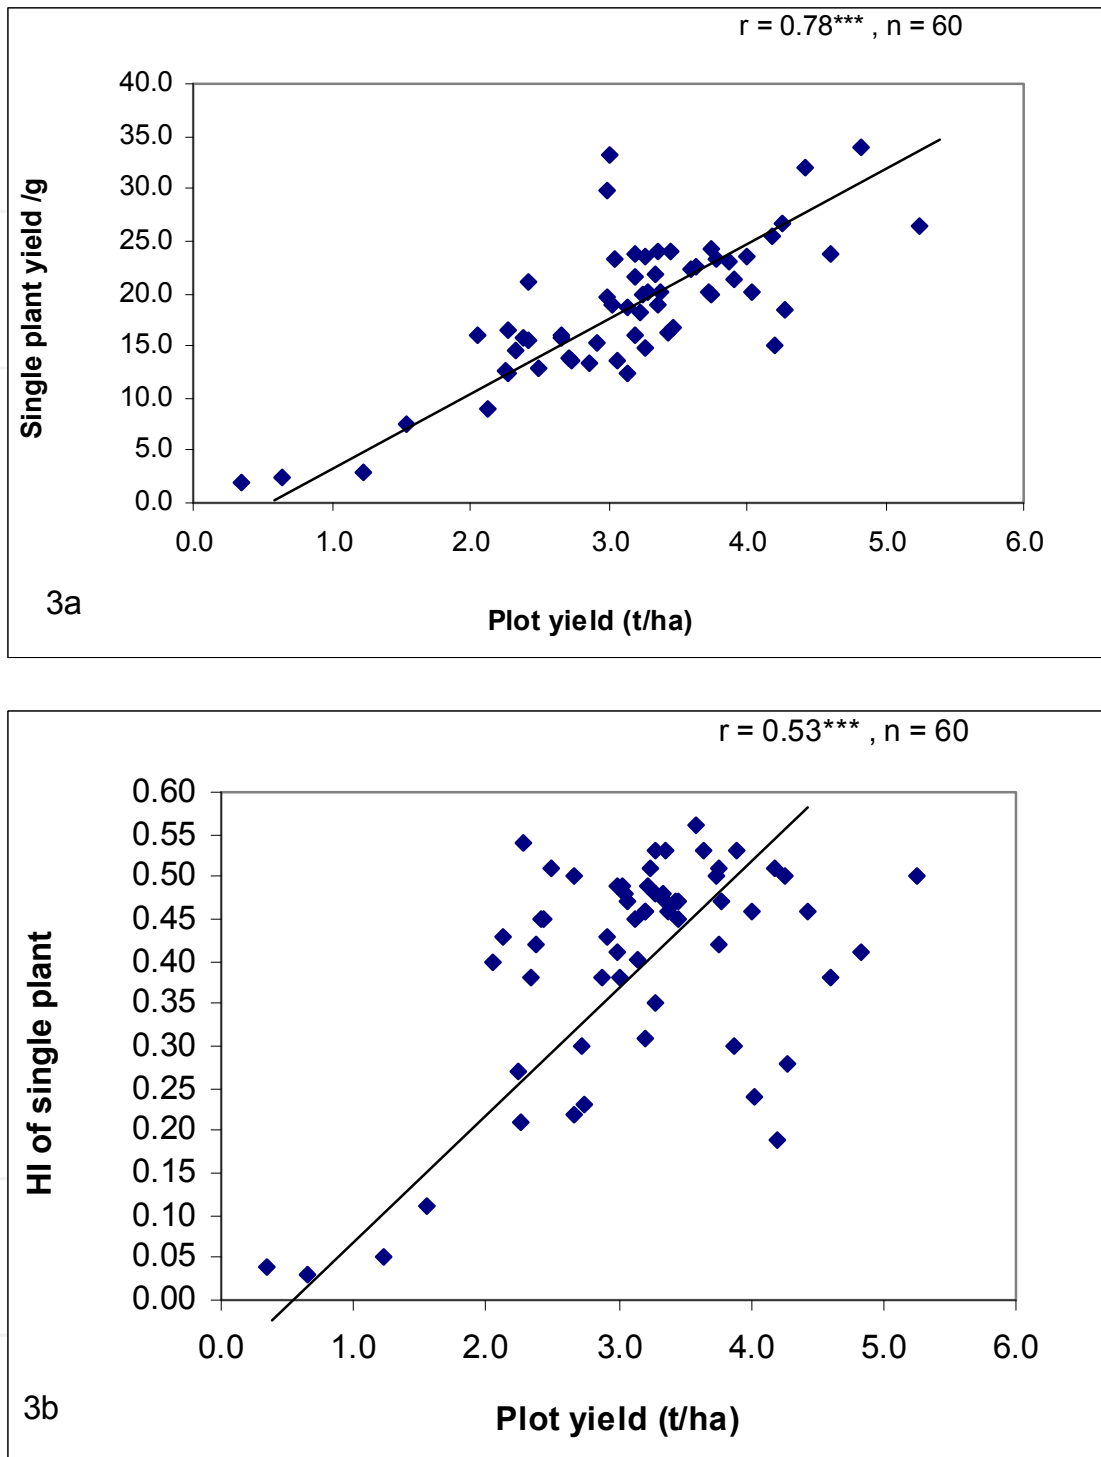 r = 0.78*** , n = 60
40.0
35.0
30.0
25.0
20.0
15.0
10.0
5.0
0.0
Single plant yield /g
0.0 1.0 2.0 3.0 4.0 5.0 6.0
Plot yield (t/ha)
3a
r = 0.53*** , n = 60
0.60
0.55
0.50
0.45
0.40
0.35
0.30
0.25
0.20
0.15
0.10
0.05
0.00
HI of single plant
0.0 1.0 2.0 3.0 4.0 5.0 6.0
Plot yield (t/ha)
3b